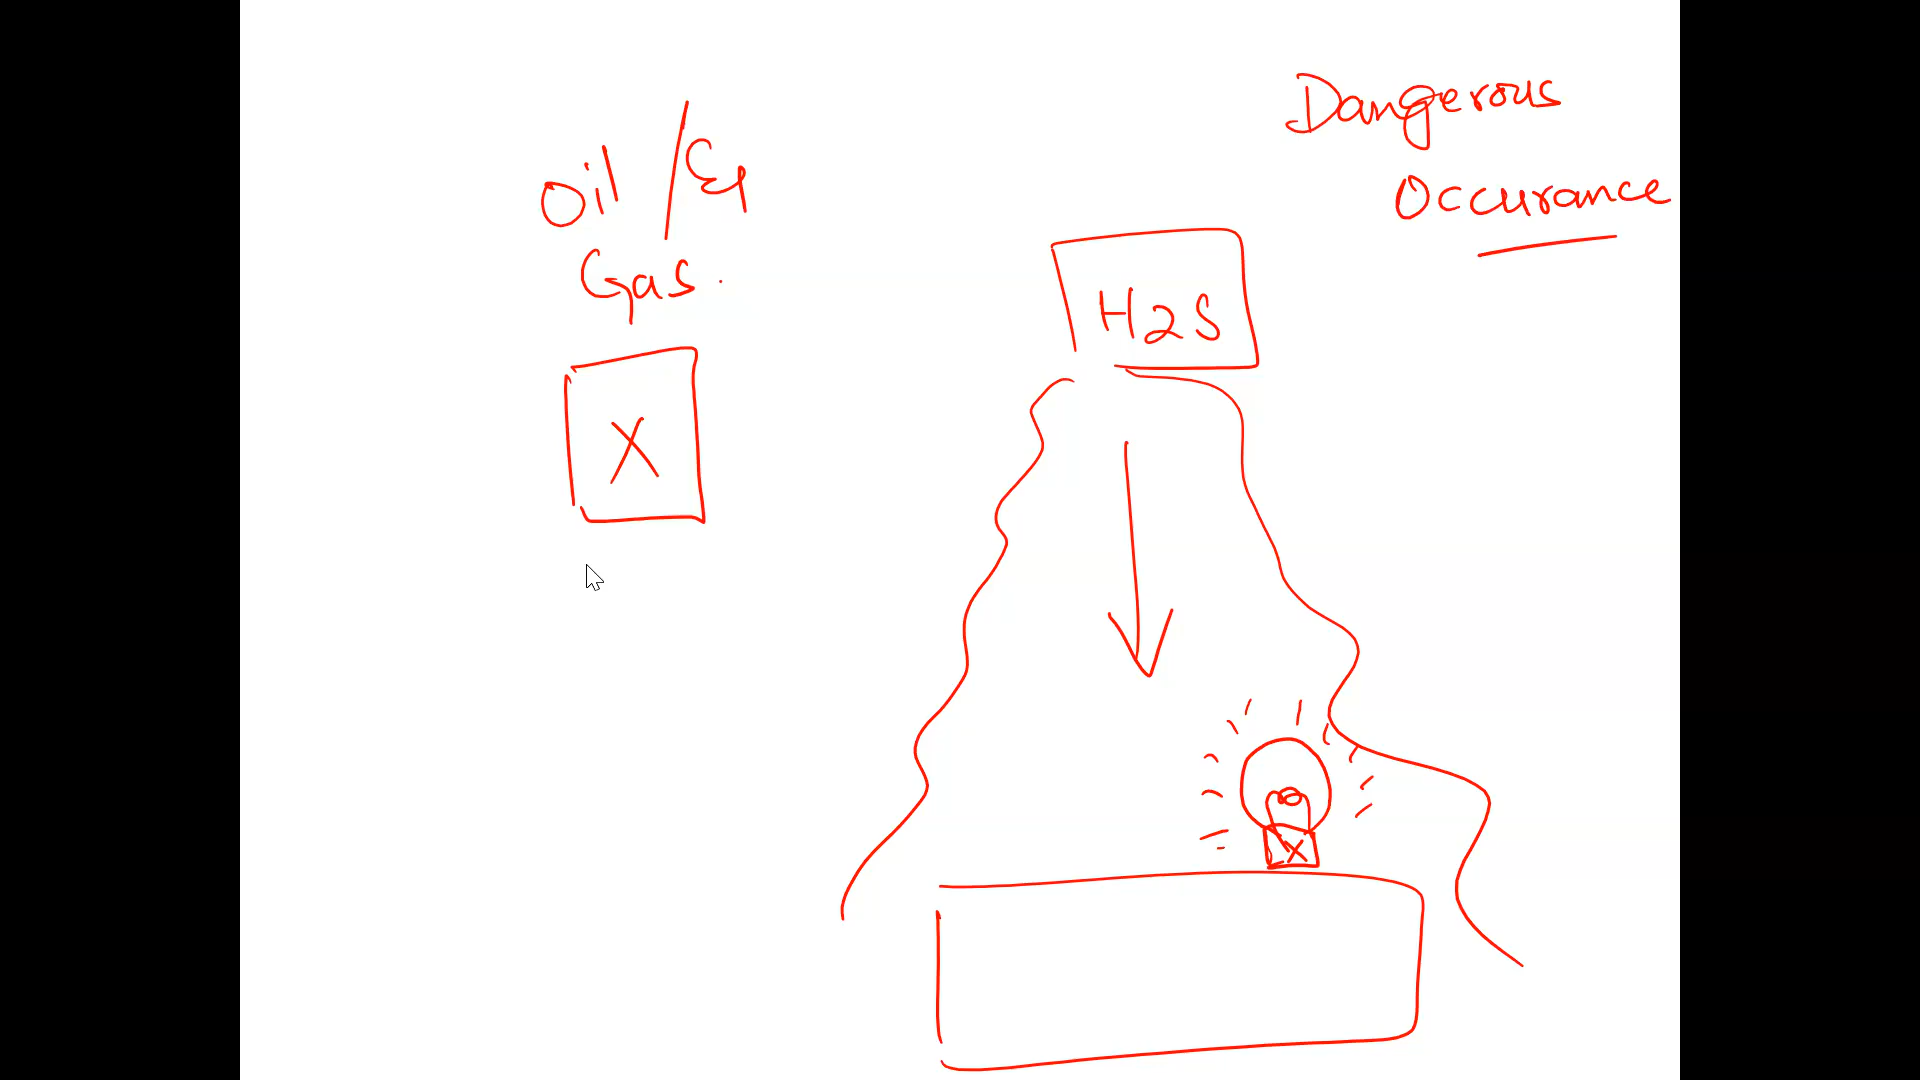 Dangerous
Occurance
Oil / &
Gas.
H2S
X
X